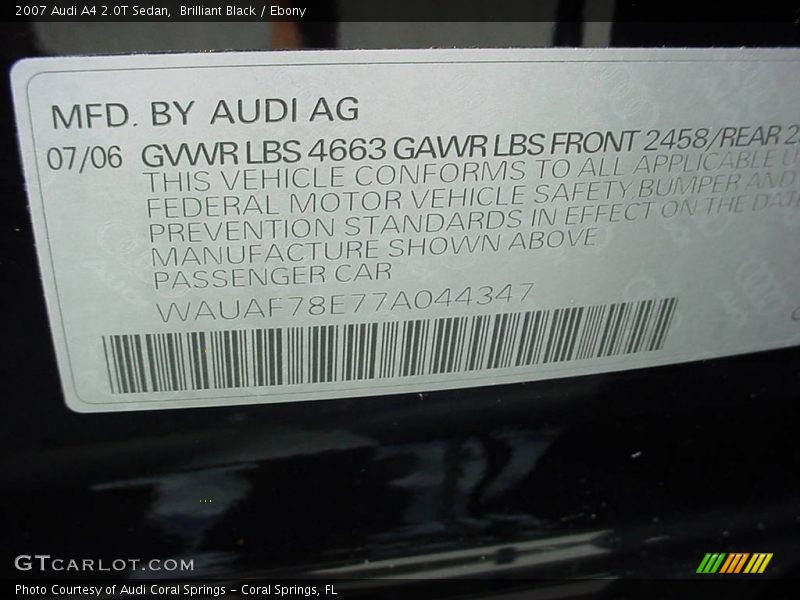 2007 Audi A4 2.0T Sedan,  Brilliant Black / Ebony
MFD. BY AUDI AG
07/06 GVWR LBS 4663 GAWR LBS FRONT 2458/REAR
THIS VEHICLE CONFORMS TO ALL APPLICABLE
FEDERAL MOTOR VEHICLE SAFETY BUMPER AND
PREVENTION STANDARDS IN EFFECT ON THE DATE
MANUFACTURE SHOWN ABOVE
PASSENGER CAR
WAUAF78E77A044347
GTCARLOT.COM
Photo Courtesy of Audi Coral Springs – Coral Springs, FL